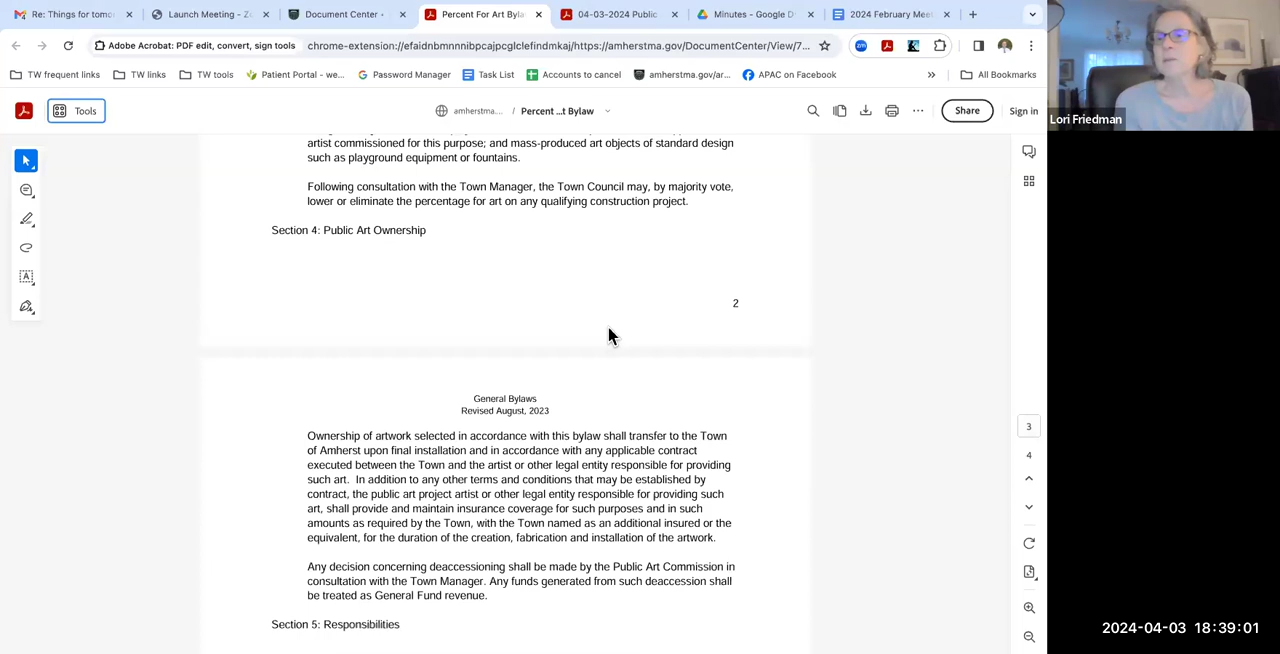 Re: Things for tomo
Launch Meeting - Z
Document Center
Percent For Art Byla
04-03-2024 Public
Minutes - Google D
2024 February Meet
Adobe Acrobat: PDF edit, convert, sign tools
chrome-extension://efaidnbmnnnibpcajpcglclefindmkaj/https://amherstma.gov/DocumentCenter/View/7...
TW frequent links
TW links
TW tools
Patient Portal - we...
Password Manager
Task List
Accounts to cancel
amherstma.gov/ar...
APAC on Facebook
»
All Bookmarks
Lori Friedman
Tools
amherstma...
/ Percent ...t Bylaw
Share
Sign in
artist commissioned for this purpose; and mass-produced art objects of standard design
such as playground equipment or fountains.
Following consultation with the Town Manager, the Town Council may, by majority vote,
lower or eliminate the percentage for art on any qualifying construction project.
Section 4: Public Art Ownership
2
General Bylaws
Revised August, 2023
Ownership of artwork selected in accordance with this bylaw shall transfer to the Town
of Amherst upon final installation and in accordance with any applicable contract
executed between the Town and the artist or other legal entity responsible for providing
such art. In addition to any other terms and conditions that may be established by
contract, the public art project artist or other legal entity responsible for providing such
art, shall provide and maintain insurance coverage for such purposes and in such
amounts as required by the Town, with the Town named as an additional insured or the
equivalent, for the duration of the creation, fabrication and installation of the artwork.
Any decision concerning deaccessioning shall be made by the Public Art Commission in
consultation with the Town Manager. Any funds generated from such deaccession shall
be treated as General Fund revenue.
Section 5: Responsibilities
3
4
2024-04-03 18:39:01